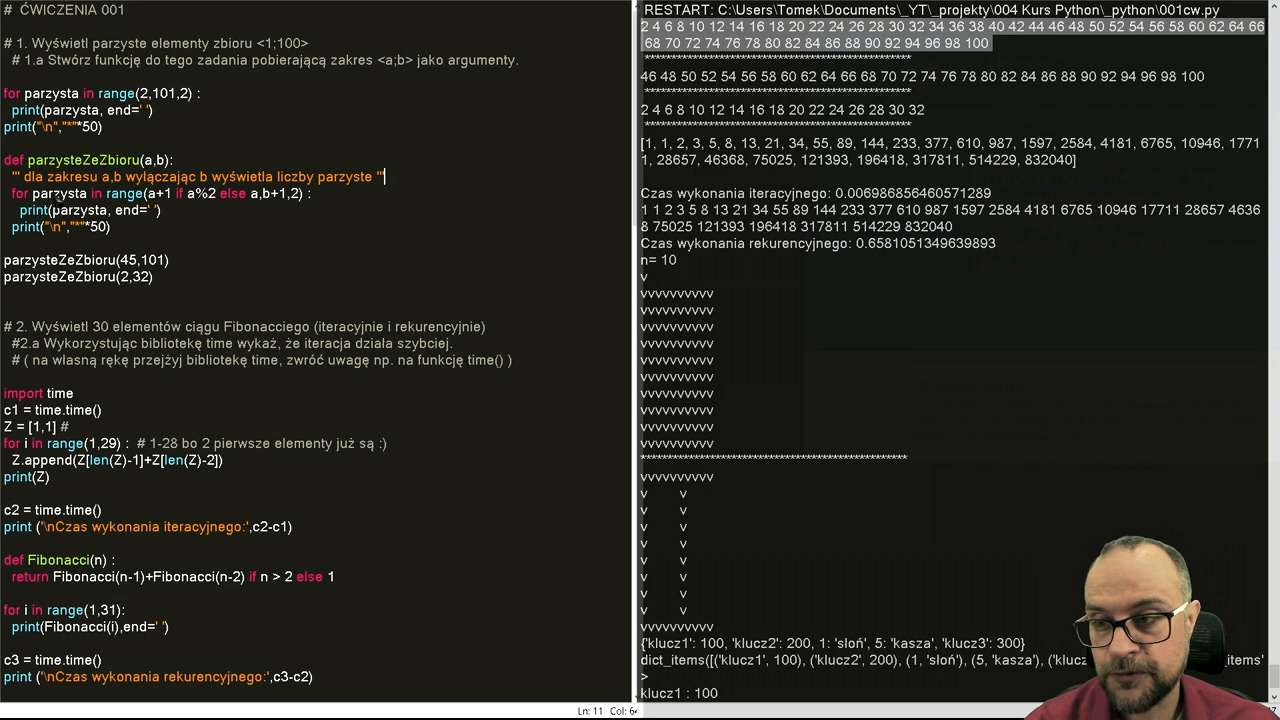 # ĆWICZENIA 001
# 1. Wyświetl parzyste elementy zbioru <1;100>
# 1.a Stwórz funkcję do tego zadania pobierającą zakres <a;b> jako argumenty.
for parzysta in range(2,101,2) :
print(parzysta, end=' ')
print("\n","*"*50)
def parzysteZeZbioru(a,b):
''' dla zakresu a,b wyłączając b wyświetla liczby parzyste '''
for parzysta in range(a+1 if a%2 else a,b+1,2) :
print(parzysta, end=' ')
print("\n","*"*50)
parzysteZeZbioru(45,101)
parzysteZeZbioru(2,32)
# 2. Wyświetl 30 elementów ciągu Fibonacciego (iteracyjnie i rekurencyjnie)
#2.a Wykorzystując bibliotekę time wykaż, że iteracja działa szybciej.
# ( na własną rękę przejżyj bibliotekę time, zwróć uwagę np. na funkcję time() )
import time
c1 = time.time()
Z = [1,1] #
for i in range(1,29) : # 1-28 bo 2 pierwsze elementy już są :)
Z.append(Z[len(Z)-1]+Z[len(Z)-2])
print(Z)
c2 = time.time()
print ('\nCzas wykonania iteracyjnego:',c2-c1)
def Fibonacci(n) :
return Fibonacci(n-1)+Fibonacci(n-2) if n > 2 else 1
for i in range(1,31):
print(Fibonacci(i),end=' ')
c3 = time.time()
print ('\nCzas wykonania rekurencyjnego:',c3-c2)
Ln: 11 Col: 64
RESTART: C:\Users\Tomek\Documents\_YT\_projekty\004 Kurs Python\_python\001cw.py
2 4 6 8 10 12 14 16 18 20 22 24 26 28 30 32 34 36 38 40 42 44 46 48 50 52 54 56 58 60 62 64 66
68 70 72 74 76 78 80 82 84 86 88 90 92 94 96 98 100
**************************************************
46 48 50 52 54 56 58 60 62 64 66 68 70 72 74 76 78 80 82 84 86 88 90 92 94 96 98 100
**************************************************
2 4 6 8 10 12 14 16 18 20 22 24 26 28 30 32
**************************************************
[1, 1, 2, 3, 5, 8, 13, 21, 34, 55, 89, 144, 233, 377, 610, 987, 1597, 2584, 4181, 6765, 10946, 1771
1, 28657, 46368, 75025, 121393, 196418, 317811, 514229, 832040]
Czas wykonania iteracyjnego: 0.006986856460571289
1 1 2 3 5 8 13 21 34 55 89 144 233 377 610 987 1597 2584 4181 6765 10946 17711 28657 4636
8 75025 121393 196418 317811 514229 832040
Czas wykonania rekurencyjnego: 0.6581051349639893
n= 10
v
vvvvvvvvvv
vvvvvvvvvv
vvvvvvvvvv
vvvvvvvvvv
vvvvvvvvvv
vvvvvvvvvv
vvvvvvvvvv
vvvvvvvvvv
vvvvvvvvvv
vvvvvvvvvv
**************************************************
vvvvvvvvvv
v v
v v
v v
v v
v v
v v
v v
v v
vvvvvvvvvv
{'klucz1': 100, 'klucz2': 200, 1: 'słoń', 5: 'kasza', 'klucz3': 300}
dict_items([('klucz1', 100), ('klucz2', 200), (1, 'słoń'), (5, 'kasza'), ('klucz
>
klucz1 : 100